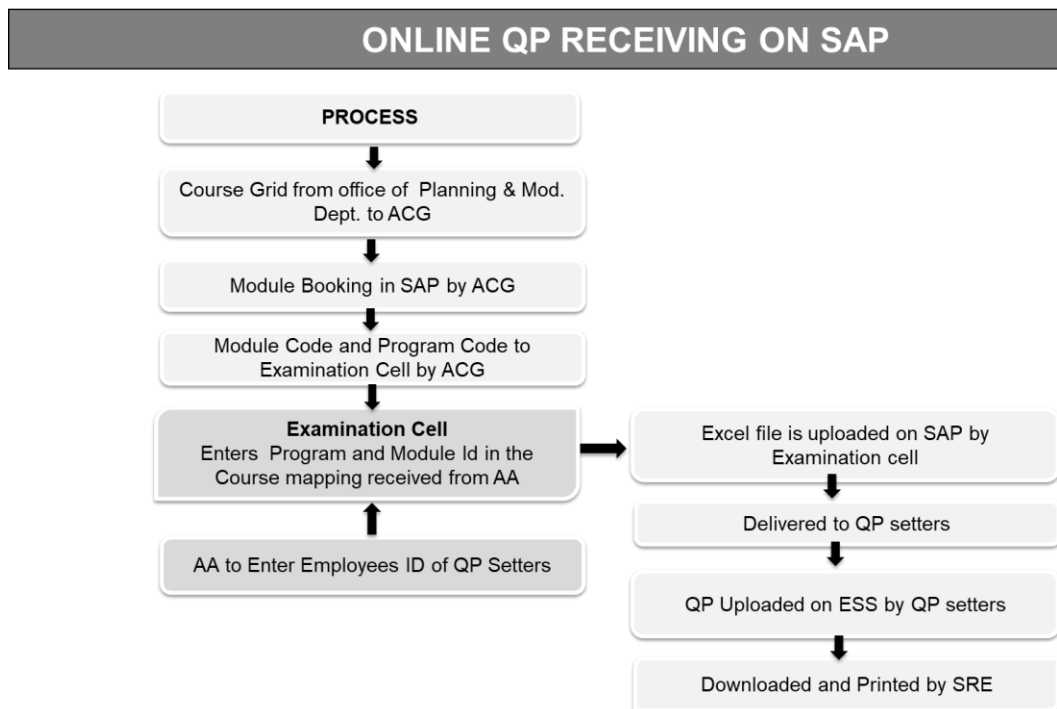 ONLINE QP RECEIVING ON SAP
PROCESS
Course Grid from office of Planning & Mod.
Dept. to ACG
Module Booking in SAP by ACG
Module Code and Program Code to
Examination Cell by ACG
Examination Cell
Enters Program and Module Id in the
Course mapping received from AA
AA to Enter Employees ID of QP Setters
Excel file is uploaded on SAP by
Examination cell
Delivered to QP setters
QP Uploaded on ESS by QP setters
Downloaded and Printed by SRE